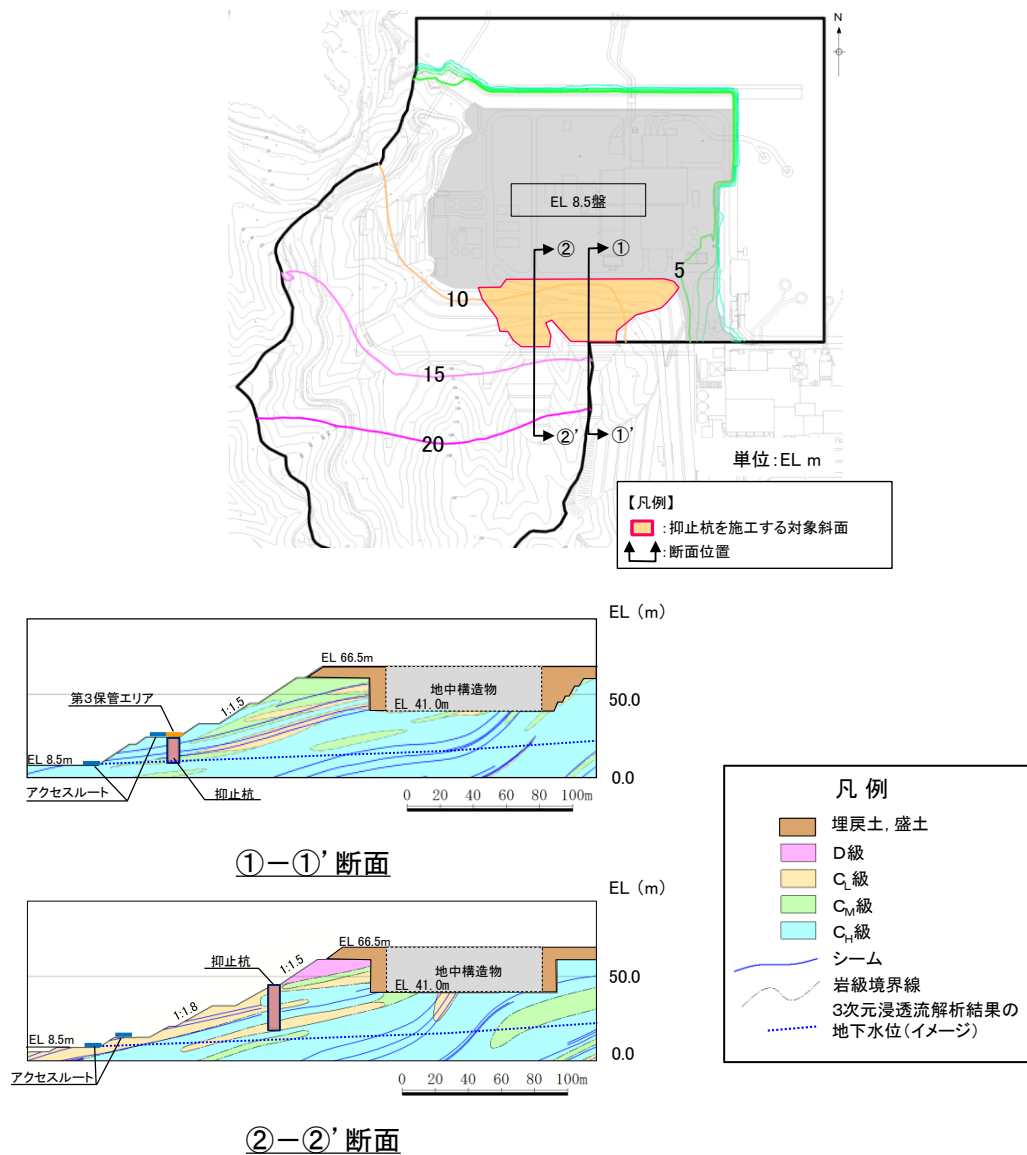 N
EL 8.5盤
② ①
5
10
15
20
②’ ①’
単位:EL m
【凡例】
:抑止杭を施工する対象斜面
:断面位置
EL (m)
EL 66.5m
第3保管エリア
1:1.5
地中構造物
EL 41.0m
50.0
EL 8.5m
0.0
アクセスルート
抑止杭
0 20 40 60 80 100m
①-①’断面
EL (m)
EL 66.5m
抑止杭
1:1.5
地中構造物
EL 41.0m
50.0
1:1.8
EL 8.5m
0.0
アクセスルート
0 20 40 60 80 100m
②-②’断面
凡 例
埋戻土, 盛土
D級
CL級
CM級
CH級
シーム
岩級境界線
3次元浸透流解析結果の
地下水位(イメージ)